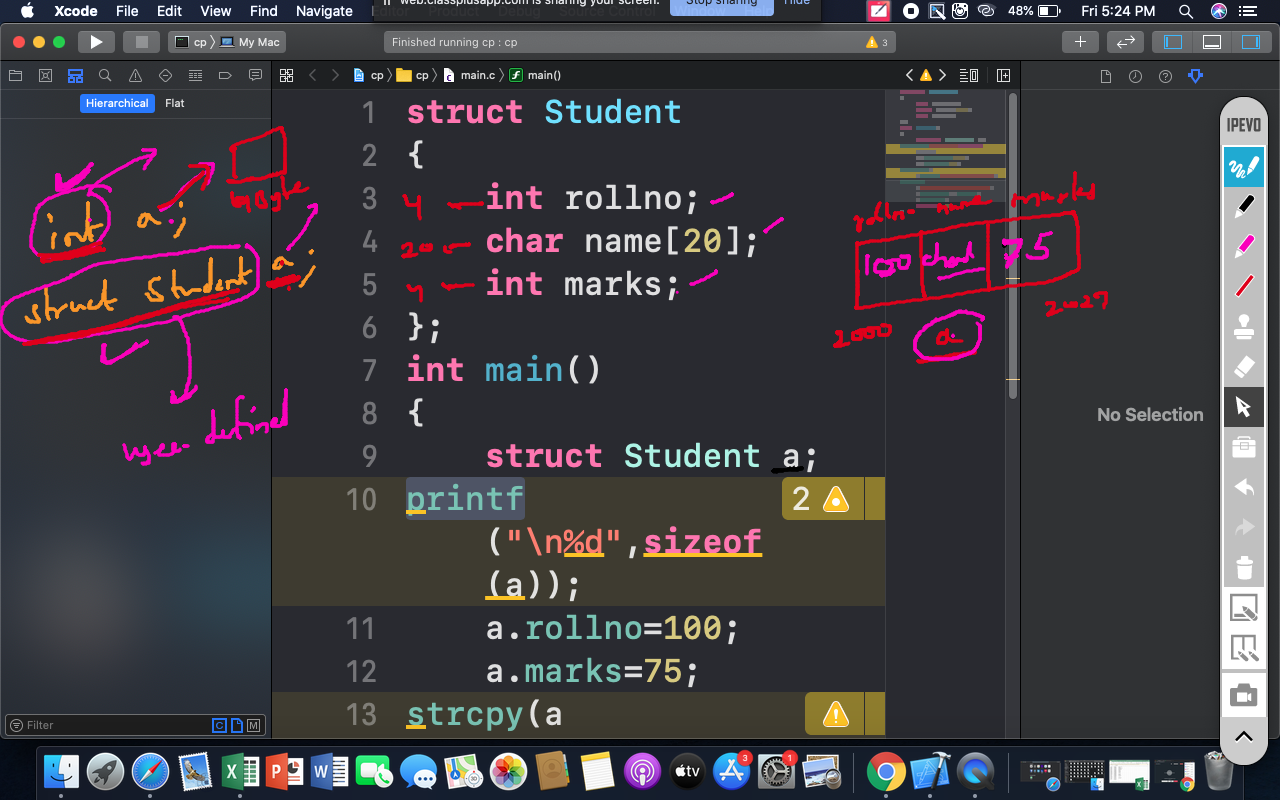 Xcode File Edit View Find Navigate
web.classplusapp.com is sharing your screen. Stop sharing Hide
48% Fri 5:24 PM
cp My Mac
Finished running cp : cp 3
cp cp main.c main()
Hierarchical Flat
1 struct Student
2 {
3 int rollno;
4 char name[20];
5 int marks;
6 };
7 int main()
8 {
9 struct Student a;
10 printf 2
("\n%d",sizeof
(a));
11 a.rollno=100;
12 a.marks=75;
13 strcpy(a
int a;
4Byte
struct student a;
user-defined
4
20
4
rollno name marks
100 75
2000 a 2027
No Selection
IPEVO
Filter
C
M
tv
3
1